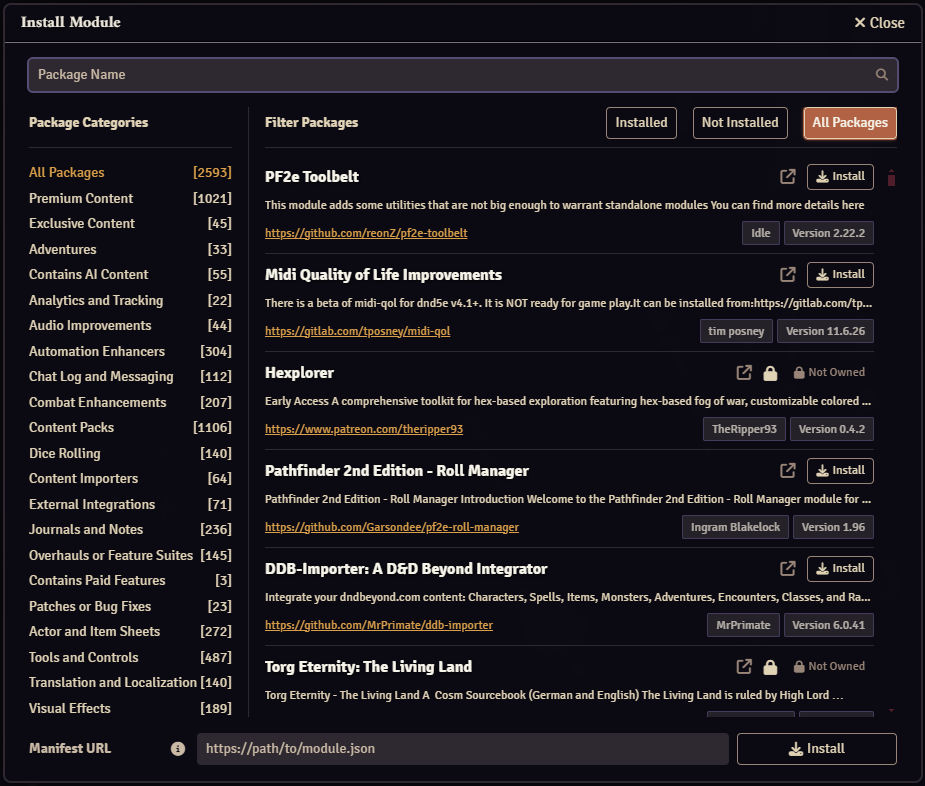 Install Module
Close
Package Name
Package Categories
Filter Packages
Installed
Not Installed
All Packages
All Packages [2593]
Premium Content [1021]
Exclusive Content [45]
Adventures [33]
Contains AI Content [55]
Analytics and Tracking [22]
Audio Improvements [44]
Automation Enhancers [304]
Chat Log and Messaging [112]
Combat Enhancements [207]
Content Packs [1106]
Dice Rolling [140]
Content Importers [64]
External Integrations [71]
Journals and Notes [236]
Overhauls or Feature Suites [145]
Contains Paid Features [3]
Patches or Bug Fixes [23]
Actor and Item Sheets [272]
Tools and Controls [487]
Translation and Localization [140]
Visual Effects [189]
PF2e Toolbelt Install
This module adds some utilities that are not big enough to warrant standalone modules You can find more details here
https://github.com/reonZ/pf2e-toolbelt Idle Version 2.22.2
Midi Quality of Life Improvements Install
There is a beta of midi-qol for dnd5e v4.1+. It is NOT ready for game play.It can be installed from:https://gitlab.com/tp...
https://gitlab.com/tposney/midi-qol tim posney Version 11.6.26
Hexplorer Not Owned
Early Access A comprehensive toolkit for hex-based exploration featuring hex-based fog of war, customizable colored ...
https://www.patreon.com/theripper93 TheRipper93 Version 0.4.2
Pathfinder 2nd Edition - Roll Manager Install
Pathfinder 2nd Edition - Roll Manager Introduction Welcome to the Pathfinder 2nd Edition - Roll Manager module for ...
https://github.com/Garsondee/pf2e-roll-manager Ingram Blakelock Version 1.96
DDB-Importer: A D&D Beyond Integrator Install
Integrate your dndbeyond.com content: Characters, Spells, Items, Monsters, Adventures, Encounters, Classes, and Ra...
https://github.com/MrPrimate/ddb-importer MrPrimate Version 6.0.41
Torg Eternity: The Living Land Not Owned
Torg Eternity - The Living Land A Cosm Sourcebook (German and English) The Living Land is ruled by High Lord ...
Manifest URL https://path/to/module.json Install